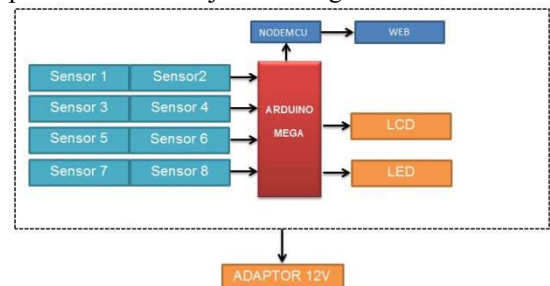 NODEMCU WEB
Sensor 1 Sensor2
Sensor 3 Sensor 4
Sensor 5 Sensor 6
Sensor 7 Sensor 8
ARDUINO
MEGA
LCD
LED
ADAPTOR 12V